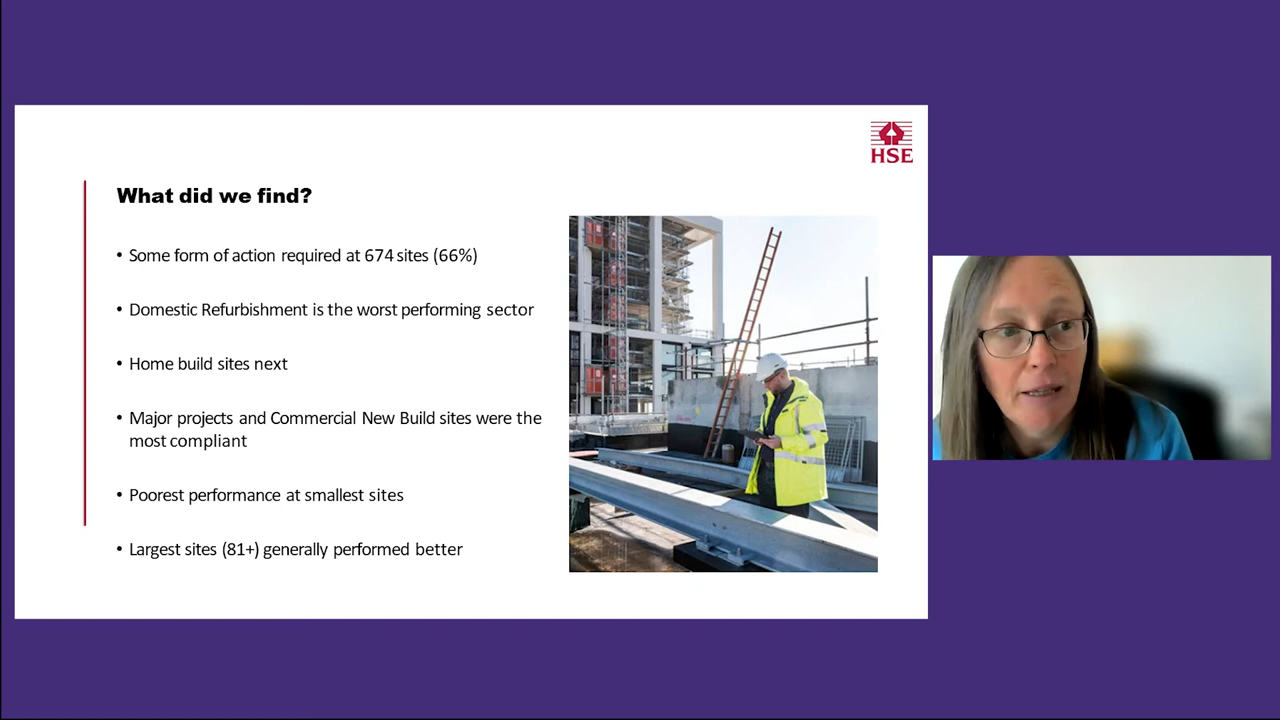 HSE
What did we find?
• Some form of action required at 674 sites (66%)
• Domestic Refurbishment is the worst performing sector
• Home build sites next
• Major projects and Commercial New Build sites were the
most compliant
• Poorest performance at smallest sites
• Largest sites (81+) generally performed better